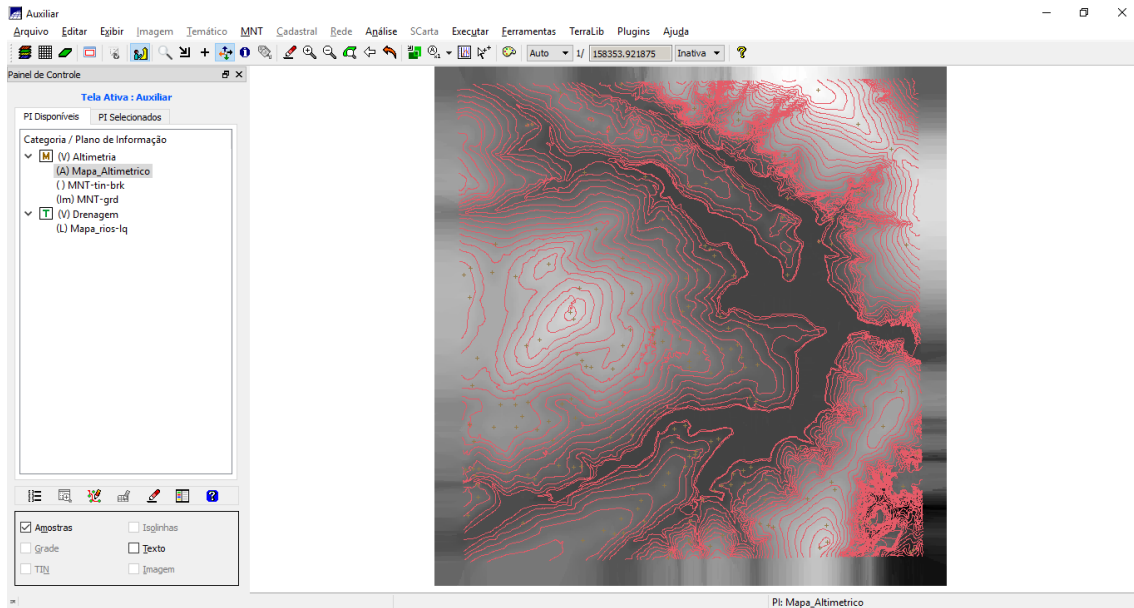 Auxiliar
Arquivo Editar Exibir Imagem Temático MNT Cadastral Rede Análise SCarta Executar Ferramentas TerraLib Plugins Ajuda
Auto 1/ 158353.921875 Inativa
Painel de Controle
Tela Ativa : Auxiliar
PI Disponíveis PI Selecionados
Categoria / Plano de Informação
M (V) Altimetria
(A) Mapa_Altimetrico
( ) MNT-tin-brk
(Im) MNT-grd
T (V) Drenagem
(L) Mapa_rios-lq
Amostras Isolinhas
Grade Texto
TIN Imagem
PI: Mapa_Altimetrico